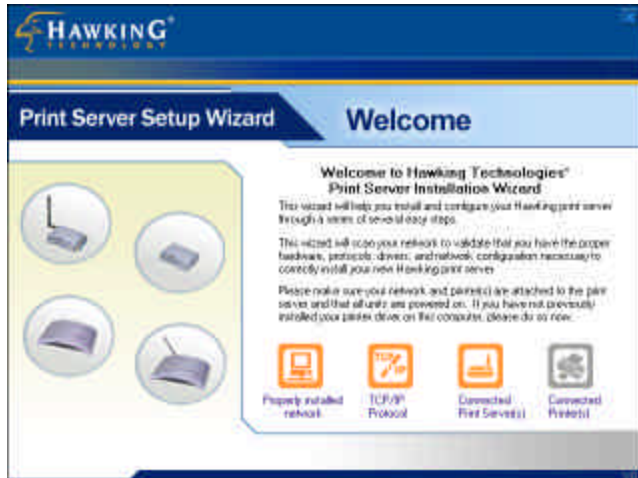 HAWKING®
TECHNOLOGY
Print Server Setup Wizard
Welcome
Welcome to Hawking Technologies'
Print Server Installation Wizard
This wizard will help you install and configure your Hawking print server
through a series of several easy steps.
This wizard will scan your network to validate that you have the proper
hardware, protocols, drivers, and network configuration necessary to
correctly install your new Hawking print server
Please make sure your network and printer(s) are attached to the print
server and that all units are powered on. If you have not previously
installed your printer driver on this computer, please do so now.
TCP/IP
Properly installed
network
TCP/IP
Protocol
Connected
Print Server(s)
Connected
Printer(s)